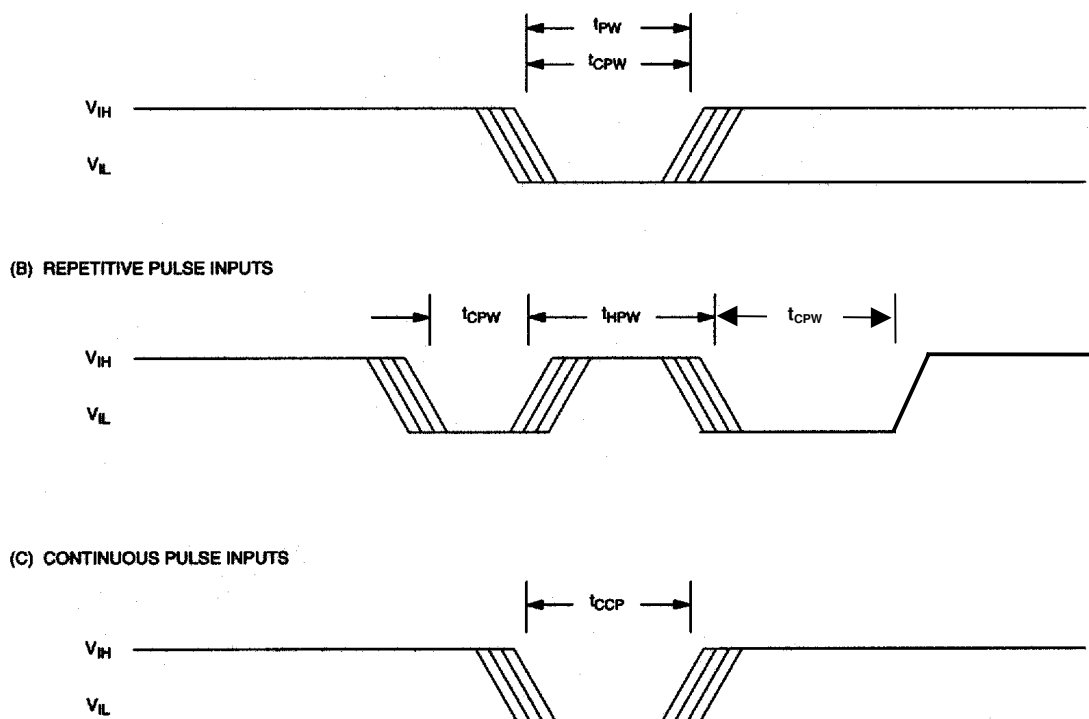 tPW
tCPW
VIH
VIL
(B) REPETITIVE PULSE INPUTS
tCPW tHPW tCPW
VIH
VIL
(C) CONTINUOUS PULSE INPUTS
tCCP
VIH
VIL